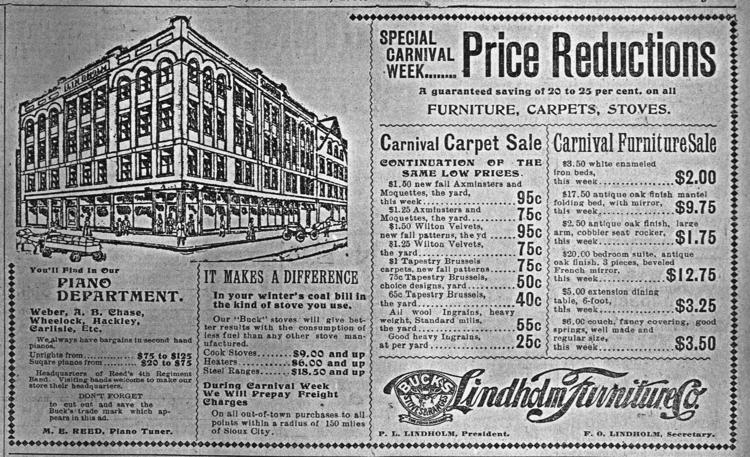 SPECIAL
CARNIVAL
WEEK........
Price Reductions
A guaranteed saving of 20 to 25 per cent. on all
FURNITURE, CARPETS, STOVES.
You'll Find in Our
PIANO
DEPARTMENT.
Weber, A. B. Chase,
Wheelock, Hackley,
Carlisle, Etc.
We always have bargains in second hand
pianos.
Uprights from............$75 to $125
Sqaure pianos from........$20 to $75
Headquarters of Reed's 4th Regiment
Band. Visiting bands welcome to make our
store their headquarters.
DON'T FORGET
to cut out and save the
Buck's trade mark which ap-
pears in this ad.
M. E. REED, Piano Tuner.
IT MAKES A DIFFERENCE
In your winter's coal bill in
the kind of stove you use.
Our "Buck" stoves will give bet-
ter results with the consumption of
less fuel than any other stove man-
ufactured.
Cook Stoves.......$9.00 and up
Heaters...........$6.00 and up
Steel Ranges.....$18.50 and up
During Carnival Week
We Will Prepay Freight
Charges
On all out-of-town purchases to all
points within a radius of 150 miles
of Sioux City.
Carnival Carpet Sale
CONTINUATION OF THE
SAME LOW PRICES.
$1.50 new fall Axminsters and
Moquettes, the yard,
this week.................95c
$1.25 Axminsters and
Moquettes, the yard.......75c
$1.50 Wilton Velvets,
new fall patterns, the yd 95c
$1.25 Wilton Velvets,
the yard..................75c
$1 Tapestry Brussels
carpets, new fall patterns 75c
75c Tapestry Brussels,
choice designs, yard......50c
65c Tapestry Brussels,
the yard..................40c
All wool Ingrains, heavy
weight, Standard mills,
the yard..................55c
Good heavy Ingrains,
at per yard...............25c
Carnival Furniture Sale
$3.50 white enameled
iron beds,
this week............$2.00
$17.50 antique oak finish mantel
folding bed, with mirror,
this week............$9.75
$2.50 antique oak finish, large
arm, cobbler seat rocker,
this week............$1.75
$20.00 bedroom suite, antique
oak finish, 3 pieces, beveled
French mirror,
this week...........$12.75
$5.00 extension dining
table, 6-foot,
this week............$3.25
$6.00 couch, fancy covering, good
springs, well made and
regular size,
this week............$3.50
BUCK'S
STOVES & RANGES
Lindholm Furniture Co.
P. L. LINDHOLM, President.
F. O. LINDHOLM, Secretary.